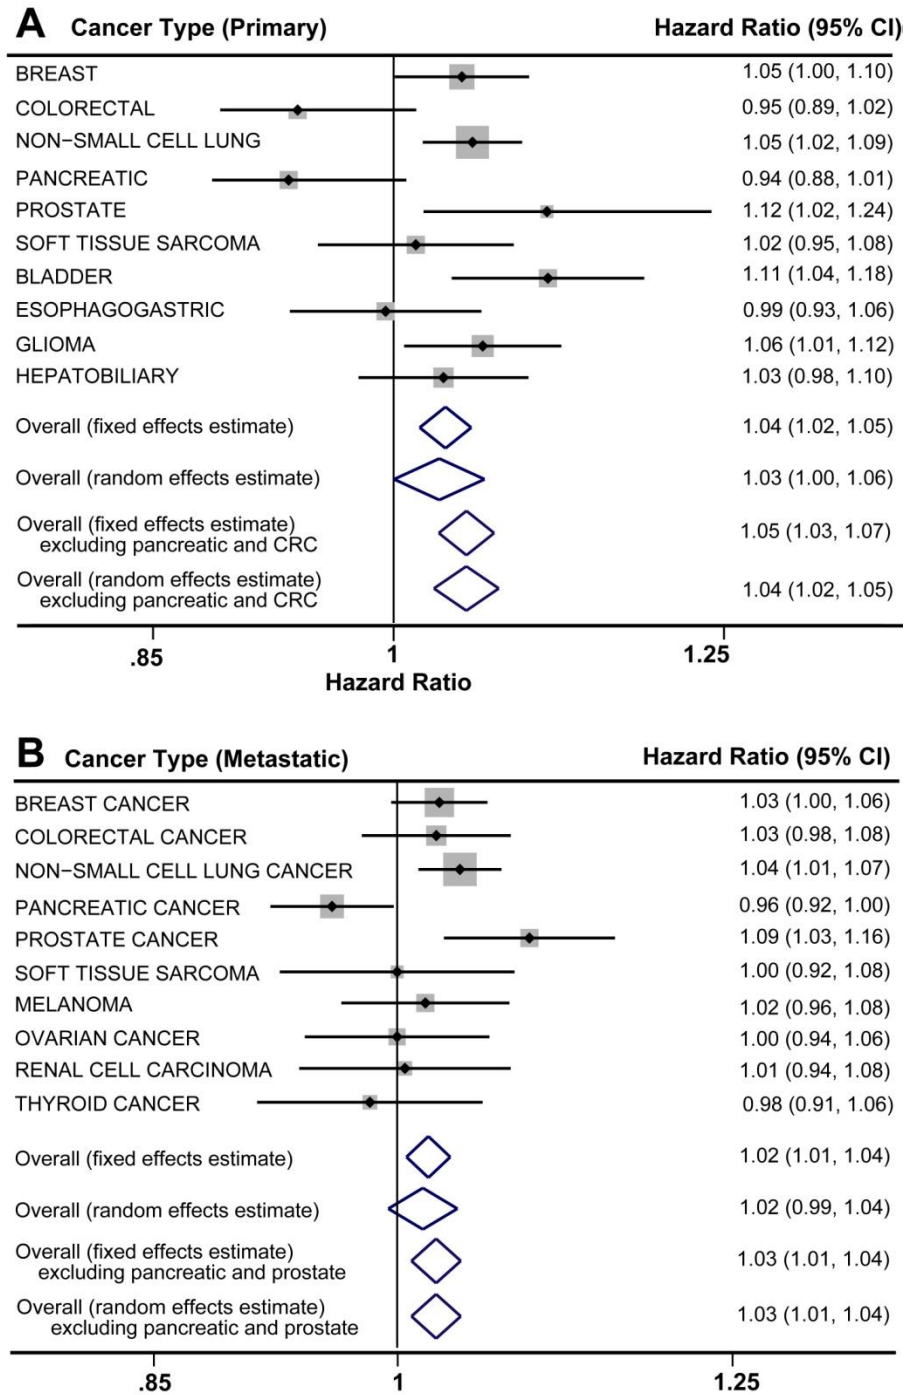 A Cancer Type (Primary) Hazard Ratio (95% CI)
BREAST 1.05 (1.00, 1.10)
COLORECTAL 0.95 (0.89, 1.02)
NON−SMALL CELL LUNG 1.05 (1.02, 1.09)
PANCREATIC 0.94 (0.88, 1.01)
PROSTATE 1.12 (1.02, 1.24)
SOFT TISSUE SARCOMA 1.02 (0.95, 1.08)
BLADDER 1.11 (1.04, 1.18)
ESOPHAGOGASTRIC 0.99 (0.93, 1.06)
GLIOMA 1.06 (1.01, 1.12)
HEPATOBILIARY 1.03 (0.98, 1.10)
Overall (fixed effects estimate) 1.04 (1.02, 1.05)
Overall (random effects estimate) 1.03 (1.00, 1.06)
Overall (fixed effects estimate)
excluding pancreatic and CRC 1.05 (1.03, 1.07)
Overall (random effects estimate)
excluding pancreatic and CRC 1.04 (1.02, 1.05)
.85 1 1.25
Hazard Ratio
B Cancer Type (Metastatic) Hazard Ratio (95% CI)
BREAST CANCER 1.03 (1.00, 1.06)
COLORECTAL CANCER 1.03 (0.98, 1.08)
NON−SMALL CELL LUNG CANCER 1.04 (1.01, 1.07)
PANCREATIC CANCER 0.96 (0.92, 1.00)
PROSTATE CANCER 1.09 (1.03, 1.16)
SOFT TISSUE SARCOMA 1.00 (0.92, 1.08)
MELANOMA 1.02 (0.96, 1.08)
OVARIAN CANCER 1.00 (0.94, 1.06)
RENAL CELL CARCINOMA 1.01 (0.94, 1.08)
THYROID CANCER 0.98 (0.91, 1.06)
Overall (fixed effects estimate) 1.02 (1.01, 1.04)
Overall (random effects estimate) 1.02 (0.99, 1.04)
Overall (fixed effects estimate)
excluding pancreatic and prostate 1.03 (1.01, 1.04)
Overall (random effects estimate)
excluding pancreatic and prostate 1.03 (1.01, 1.04)
.85 1 1.25